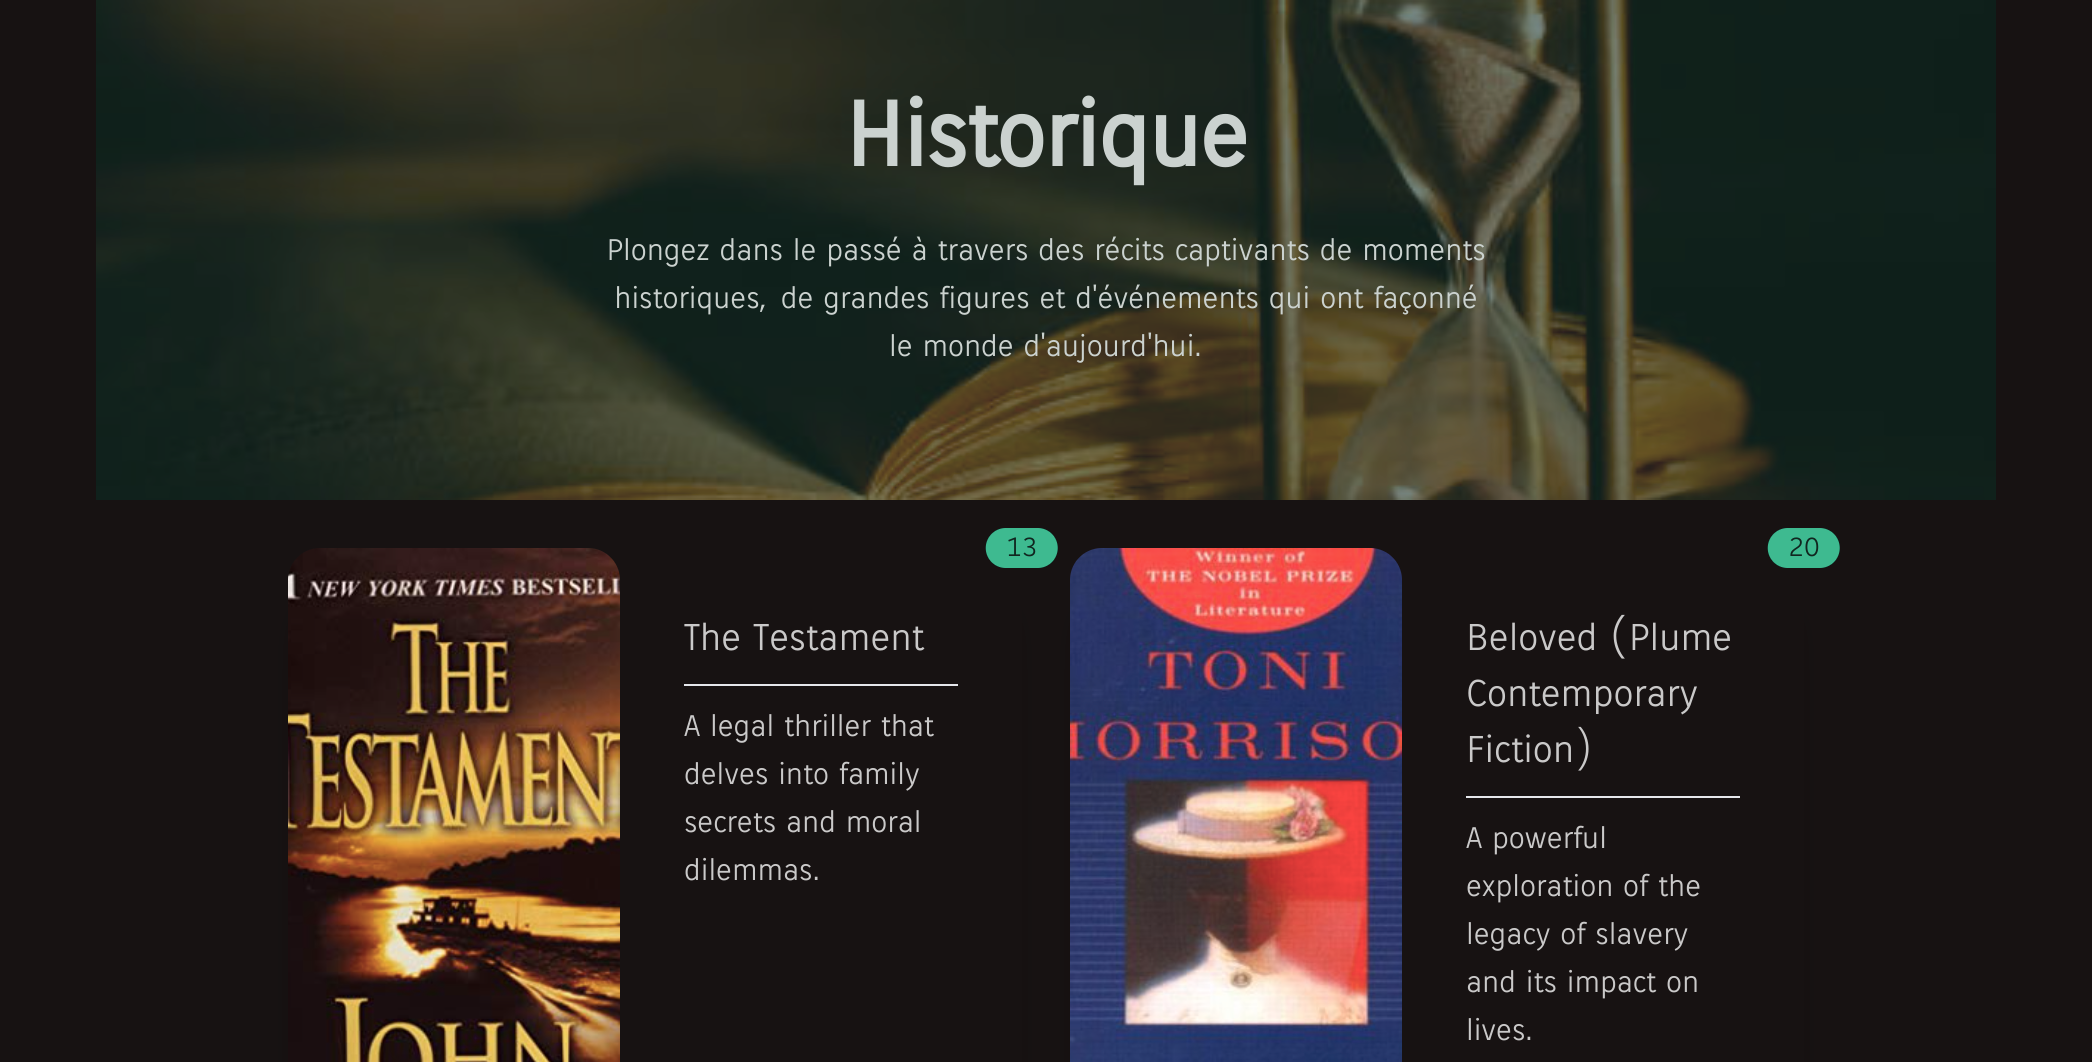 Historique
Plongez dans le passé à travers des récits captivants de moments
historiques, de grandes figures et d'événements qui ont façonné
le monde d'aujourd'hui.
13
1 NEW YORK TIMES BESTSELL
THE
TESTAMENT
JOHN
The Testament
A legal thriller that
delves into family
secrets and moral
dilemmas.
20
Winner of
THE NOBEL PRIZE
in
Literature
TONI
MORRISO
Beloved (Plume
Contemporary
Fiction)
A powerful
exploration of the
legacy of slavery
and its impact on
lives.